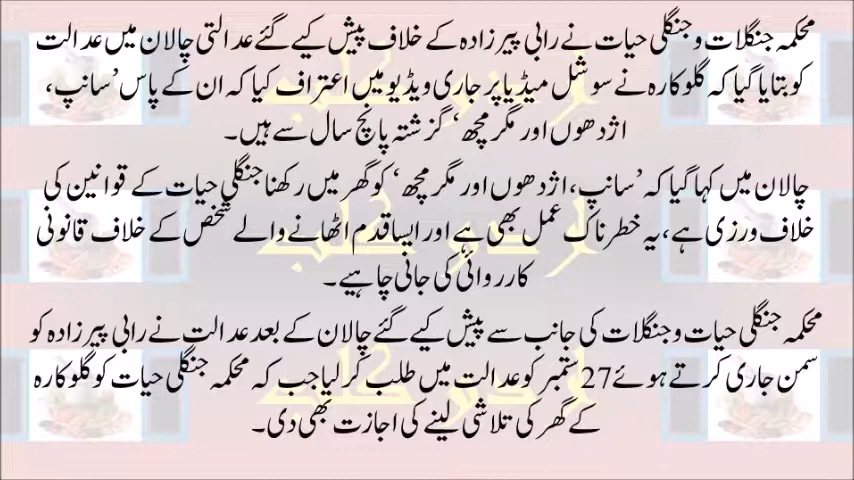 محکمہ جنگلات و جنگلی حیات نے رابی پیرزادہ کے خلاف پیش کیے گئے عدالتی چالان میں عدالت
کو بتایا گیا کہ گلوکارہ نے سوشل میڈیا پر جاری ویڈیو میں اعتراف کیا کہ ان کے پاس ’سانپ،
اژدھوں اور مگرمچھ‘ گزشتہ پانچ سال سے ہیں۔
چالان میں کہا گیا کہ ’سانپ، اژدھوں اور مگرمچھ‘ کو گھر میں رکھنا جنگلی حیات کے قوانین کی
خلاف ورزی ہے، یہ خطرناک عمل بھی ہے اور ایسا قدم اٹھانے والے شخص کے خلاف قانونی
کارروائی کی جانی چاہیے۔
محکمہ جنگلی حیات و جنگلات کی جانب سے پیش کیے گئے چالان کے بعد عدالت نے رابی پیرزادہ کو
سمن جاری کرتے ہوئے 27 ستمبر کو عدالت میں طلب کرلیا جب کہ محکمہ جنگلی حیات کو گلوکارہ
کے گھر کی تلاشی لینے کی اجازت بھی دی۔